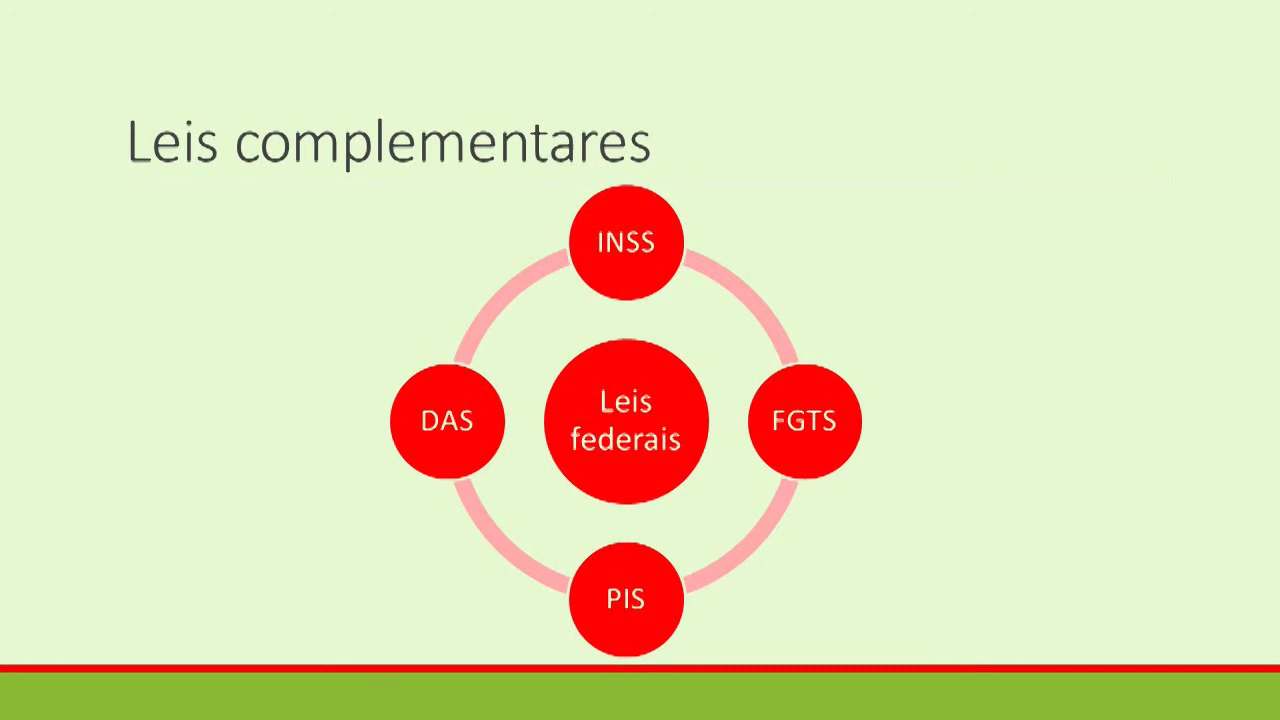 Leis complementares
INSS
DAS
Leis
federais
FGTS
PIS